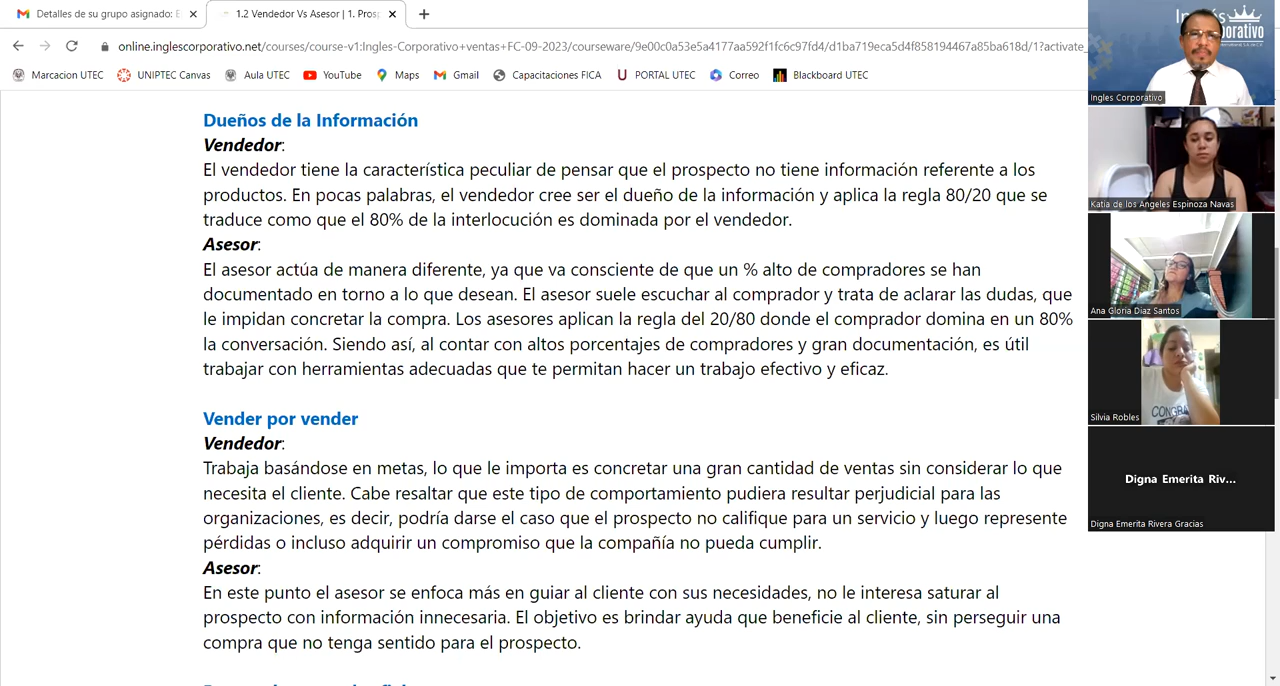 Detalles de su grupo asignado: E
1.2 Vendedor Vs Asesor | 1. Prosp
online.inglescorporativo.net/courses/course-v1:Ingles-Corporativo+ventas+FC-09-2023/courseware/9e00c0a53e5a4177aa592f1fc6c97fd4/d1ba719eca5d4f858194467a85ba618d/1?activate_
Marcacion UTEC UNIPTEC Canvas Aula UTEC YouTube Maps Gmail Capacitaciones FICA PORTAL UTEC Correo Blackboard UTEC
Dueños de la Información
Vendedor:
El vendedor tiene la característica peculiar de pensar que el prospecto no tiene información referente a los
productos. En pocas palabras, el vendedor cree ser el dueño de la información y aplica la regla 80/20 que se
traduce como que el 80% de la interlocución es dominada por el vendedor.
Asesor:
El asesor actúa de manera diferente, ya que va consciente de que un % alto de compradores se han
documentado en torno a lo que desean. El asesor suele escuchar al comprador y trata de aclarar las dudas, que
le impidan concretar la compra. Los asesores aplican la regla del 20/80 donde el comprador domina en un 80%
la conversación. Siendo así, al contar con altos porcentajes de compradores y gran documentación, es útil
trabajar con herramientas adecuadas que te permitan hacer un trabajo efectivo y eficaz.
Vender por vender
Vendedor:
Trabaja basándose en metas, lo que le importa es concretar una gran cantidad de ventas sin considerar lo que
necesita el cliente. Cabe resaltar que este tipo de comportamiento pudiera resultar perjudicial para las
organizaciones, es decir, podría darse el caso que el prospecto no califique para un servicio y luego represente
pérdidas o incluso adquirir un compromiso que la compañía no pueda cumplir.
Asesor:
En este punto el asesor se enfoca más en guiar al cliente con sus necesidades, no le interesa saturar al
prospecto con información innecesaria. El objetivo es brindar ayuda que beneficie al cliente, sin perseguir una
compra que no tenga sentido para el prospecto.
Ingles Corporativo
Katia de los Angeles Espinoza Navas
Ana Gloria Diaz Santos
Silvia Robles
Digna Emerita Riv...
Digna Emerita Rivera Gracias